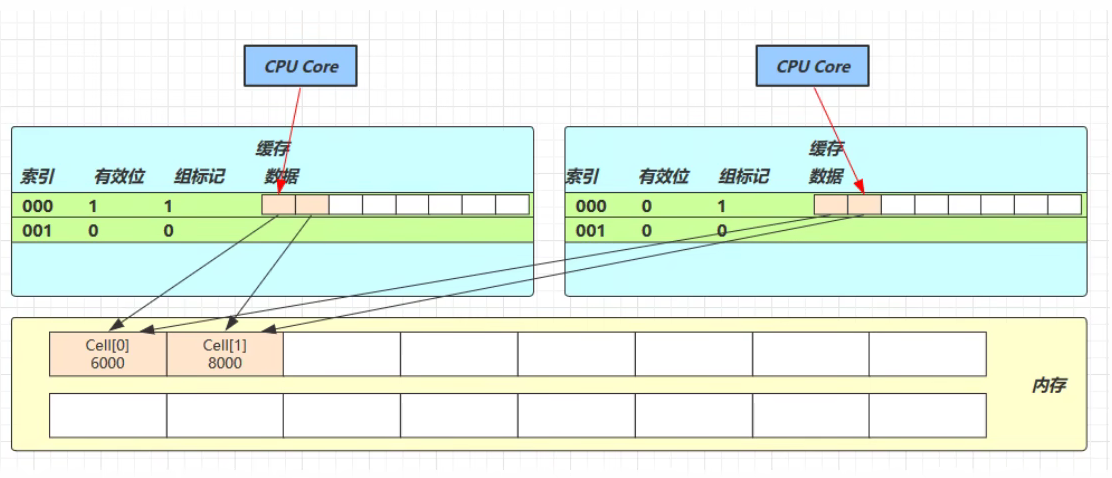 CPU Core
CPU Core
缓存
索引 有效位 组标记 数据
000 1 1
001 0 0
缓存
索引 有效位 组标记 数据
000 0 1
001 0 0
Cell[0]
6000
Cell[1]
8000
内存